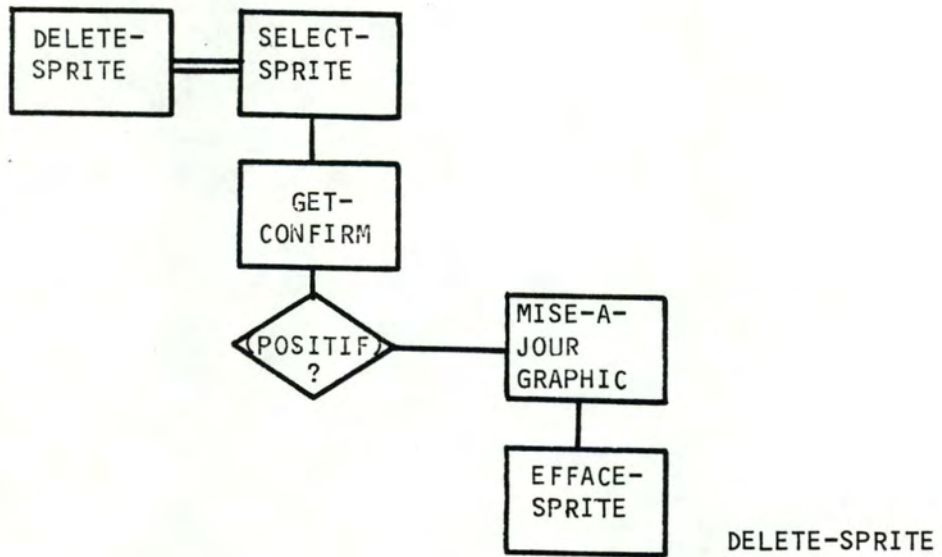 DELETE-
SPRITE
SELECT-
SPRITE
GET-
CONFIRM
(POSITIF)
?
MISE-A-
JOUR
GRAPHIC
EFFACE-
SPRITE
DELETE-SPRITE